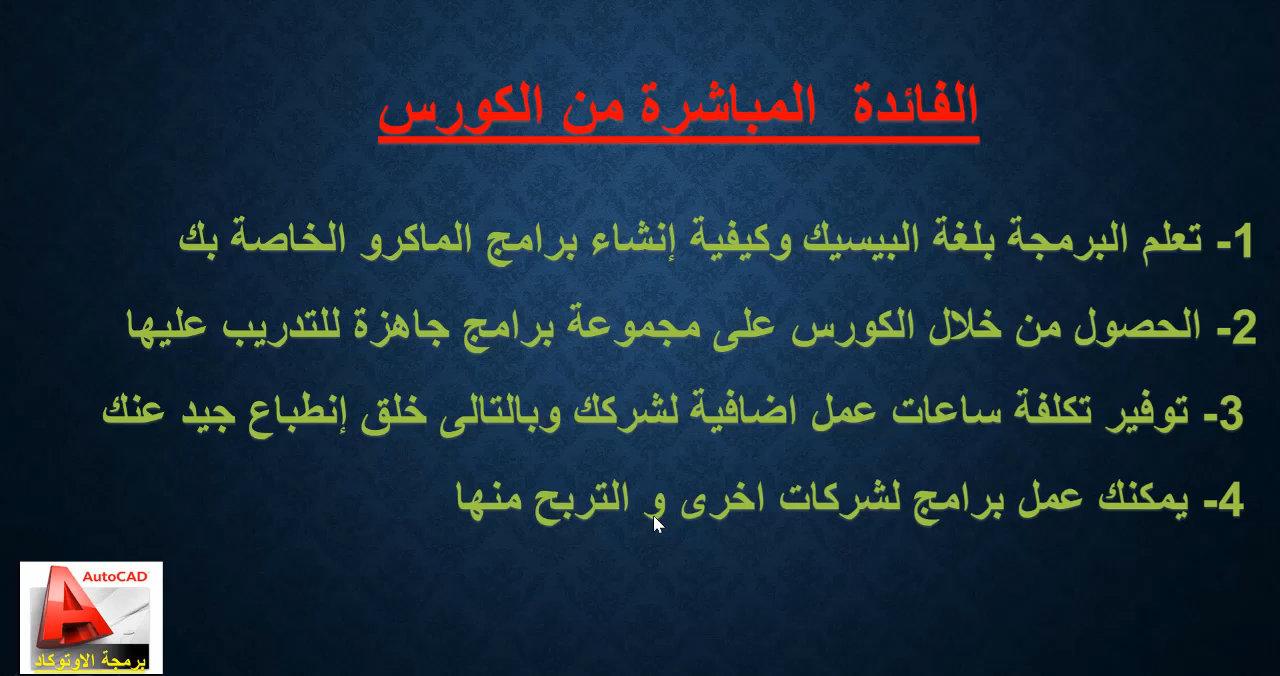 الفائدة المباشرة من الكورس
1- تعلم البرمجة بلغة البيسيك وكيفية إنشاء برامج الماكرو الخاصة بك
2- الحصول من خلال الكورس على مجموعة برامج جاهزة للتدريب عليها
3- توفير تكلفة ساعات عمل اضافية لشركك وبالتالى خلق إنطباع جيد عنك
4- يمكنك عمل برامج لشركات اخرى و التربح منها
AutoCAD
برمجة الاوتوكاد